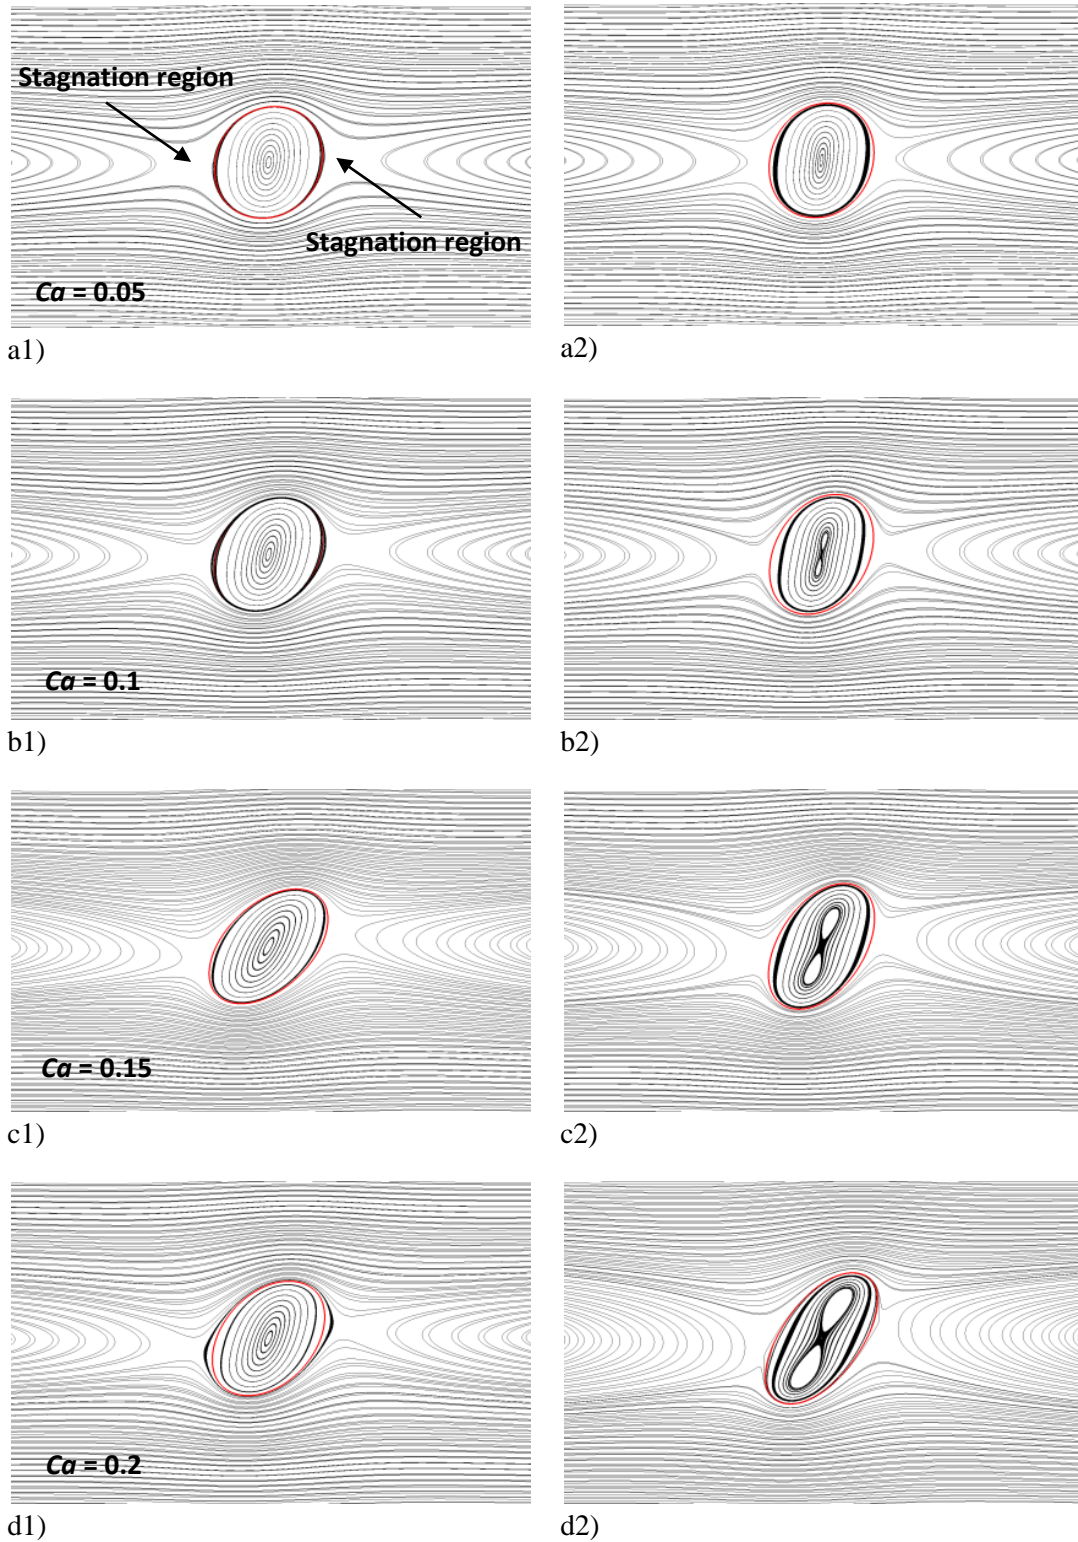 Stagnation region
Stagnation region
Ca = 0.05
a1)
a2)
Ca = 0.1
b1)
b2)
Ca = 0.15
c1)
c2)
Ca = 0.2
d1)
d2)